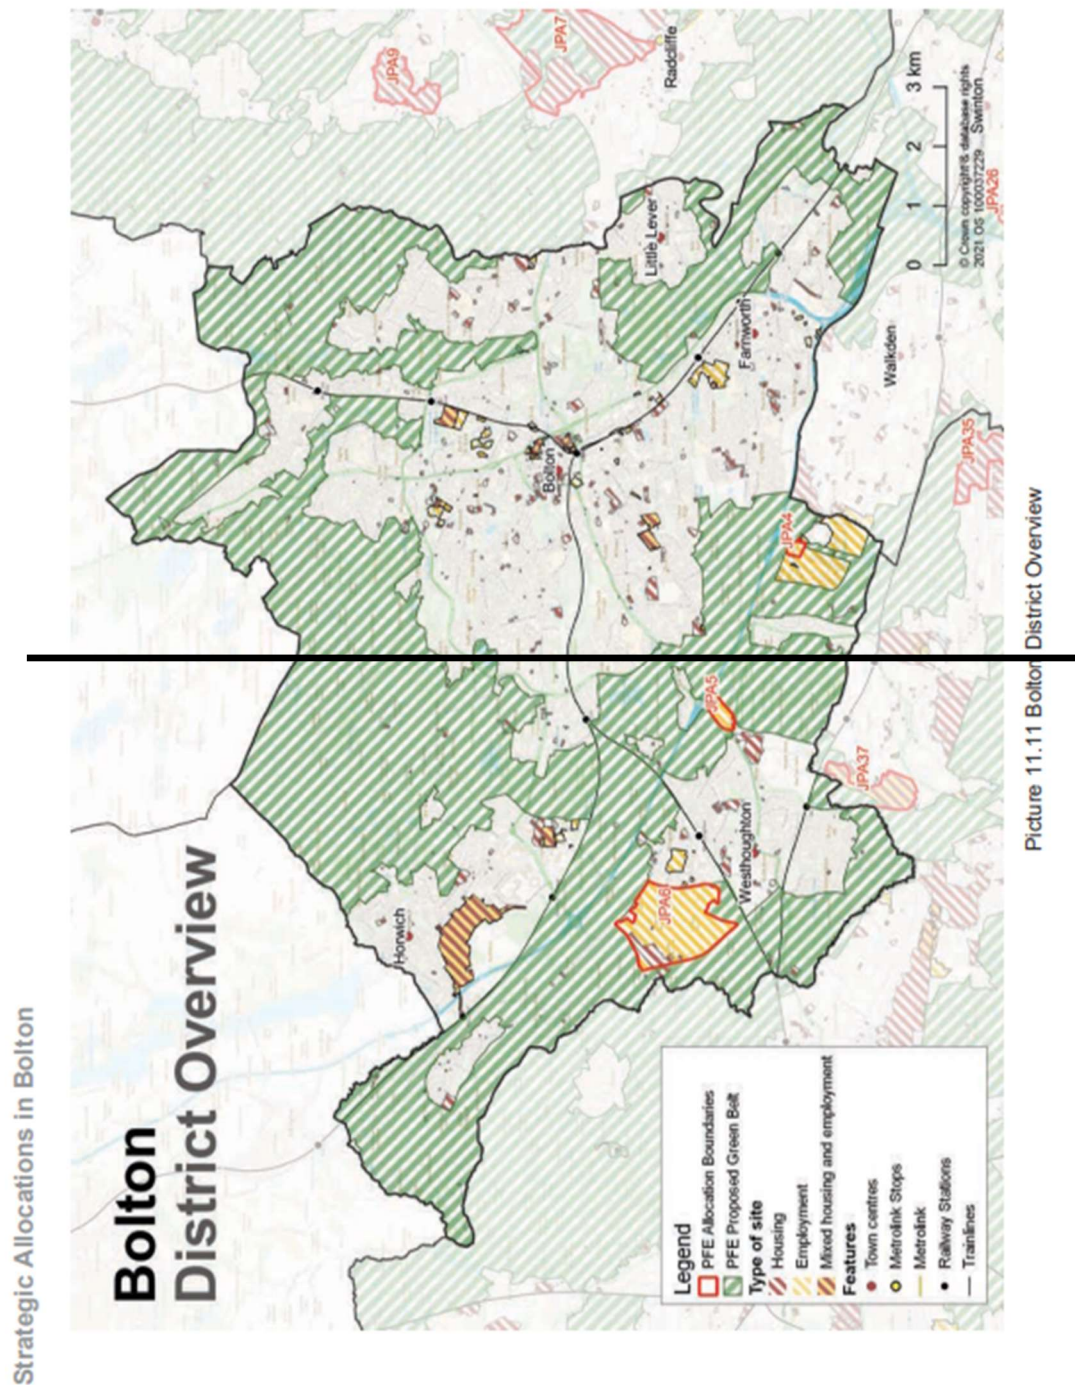 Strategic Allocations in Bolton
Bolton
District Overview
JPA9
JPA7
Radcliffe
Little Lever
Farnworth
Walkden
Bolton
JPA4
JPA35
JPA26
Swinton
Horwich
JPA5
JPA6
JPA37
Westhoughton
0 1 2 3 km
© Crown copyright & database rights
2021 OS 100037229
Legend
PFE Allocation Boundaries
PFE Proposed Green Belt
Type of site
Housing
Employment
Mixed housing and employment
Features
Town centres
Metrolink Stops
Metrolink
Railway Stations
Trainlines
Picture 11.11 Bolton District Overview